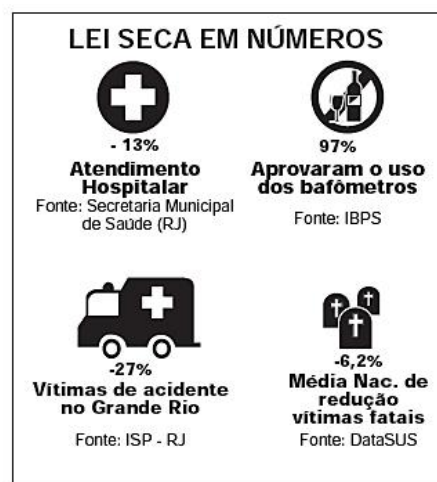 LEI SECA EM NÚMEROS
- 13%
Atendimento
Hospitalar
Fonte: Secretaria Municipal
de Saúde (RJ)
97%
Aprovaram o uso
dos bafômetros
Fonte: IBPS
-27%
Vítimas de acidente
no Grande Rio
Fonte: ISP - RJ
-6,2%
Média Nac. de
redução
vítimas fatais
Fonte: DataSUS